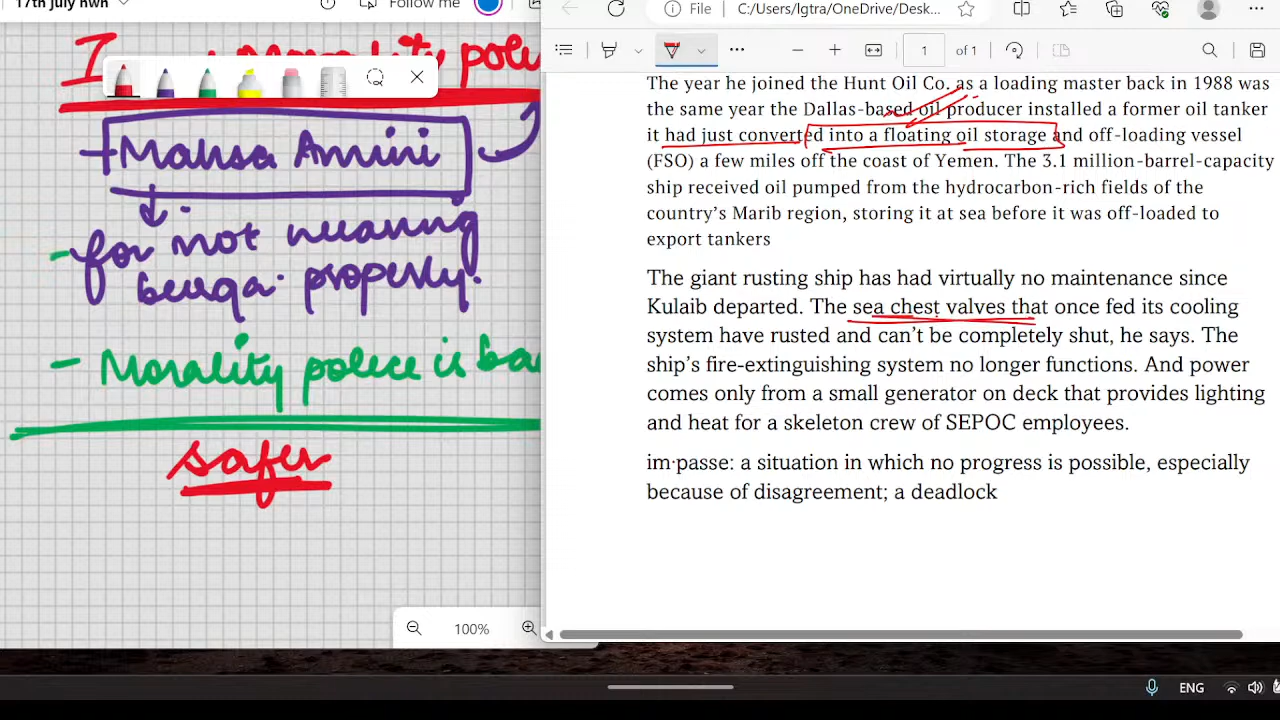 17th july nwh
Follow me
File
C:/Users/Igtra/OneDrive/Desk...
1 of 1
I Morality polic
Mahsa Amini
- for not wearing
burqa properly.
- Morality police is bac
safer
100%
The year he joined the Hunt Oil Co. as a loading master back in 1988 was
the same year the Dallas-based oil producer installed a former oil tanker
it had just converted into a floating oil storage and off-loading vessel
(FSO) a few miles off the coast of Yemen. The 3.1 million-barrel-capacity
ship received oil pumped from the hydrocarbon-rich fields of the
country's Marib region, storing it at sea before it was off-loaded to
export tankers
The giant rusting ship has had virtually no maintenance since
Kulaib departed. The sea chest valves that once fed its cooling
system have rusted and can't be completely shut, he says. The
ship's fire-extinguishing system no longer functions. And power
comes only from a small generator on deck that provides lighting
and heat for a skeleton crew of SEPOC employees.
im·passe: a situation in which no progress is possible, especially
because of disagreement; a deadlock
ENG